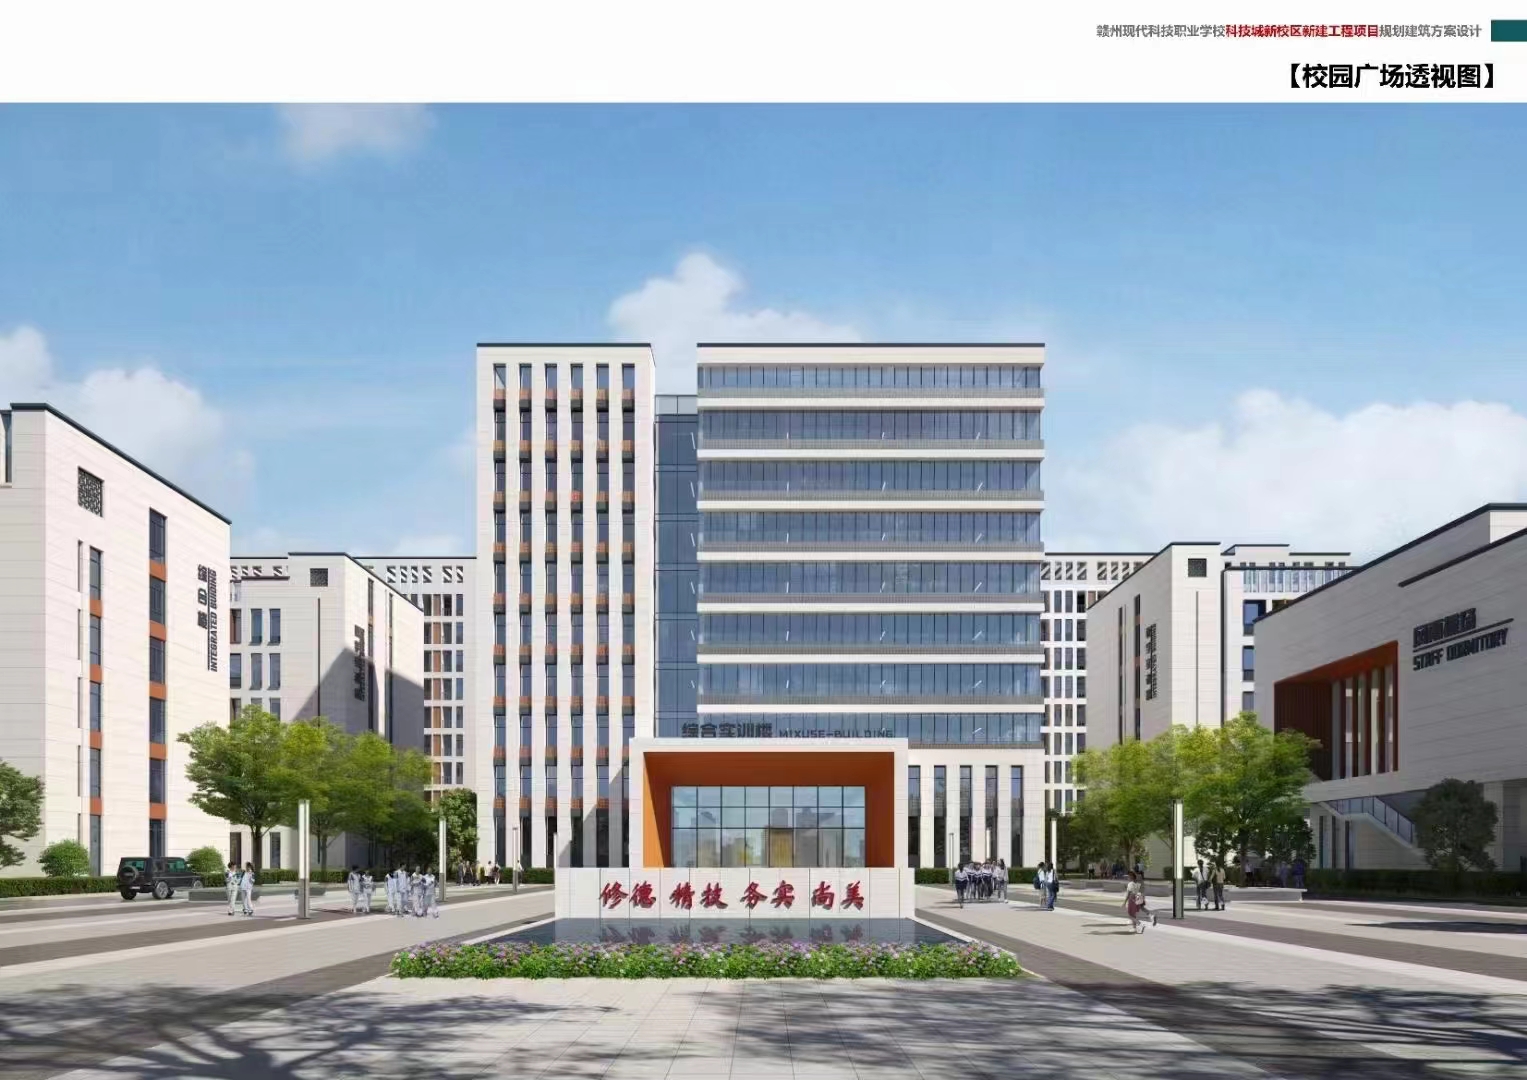 赣州现代科技职业学校科技城新校区新建工程项目规划建筑方案设计
【校园广场透视图】
综合楼
INTEGRATED BUILDING
STAFF DORMITORY
综合实训楼 MIXUSE-BUILDING
修德 精技 务实 尚美